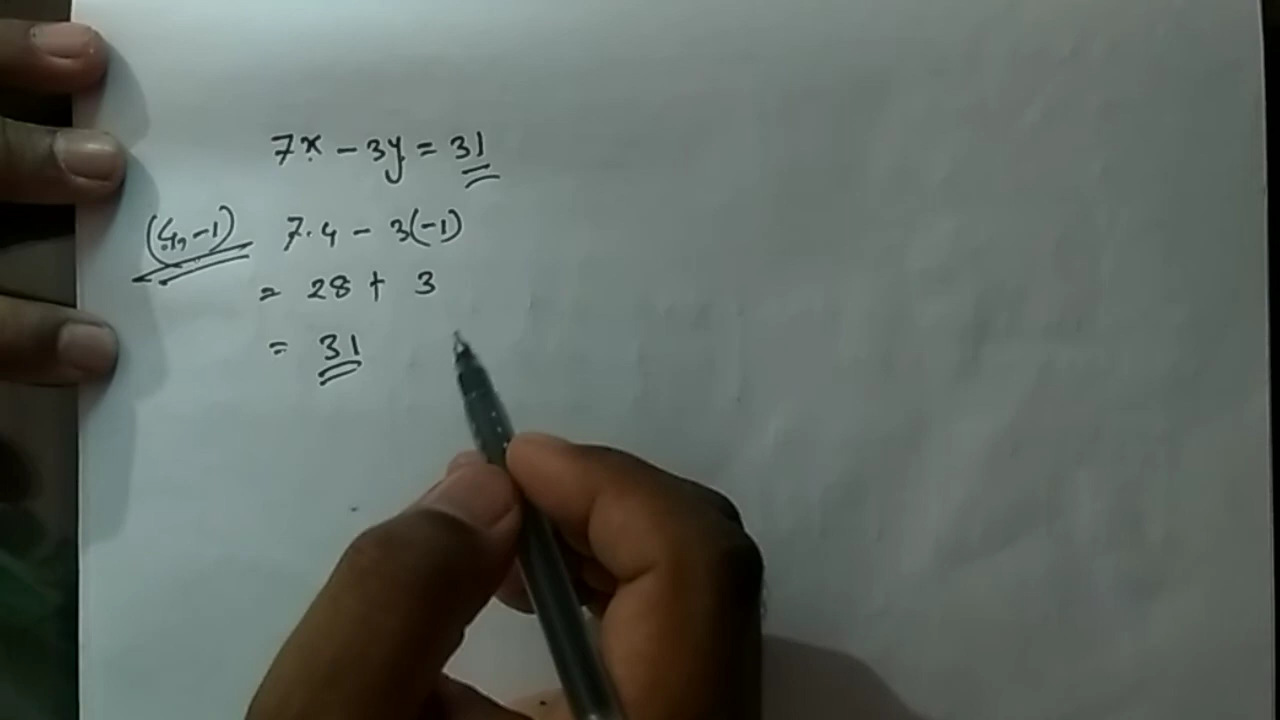 7x - 3y = 31
(4, -1) 7.4 - 3(-1)
= 28 + 3
= 31